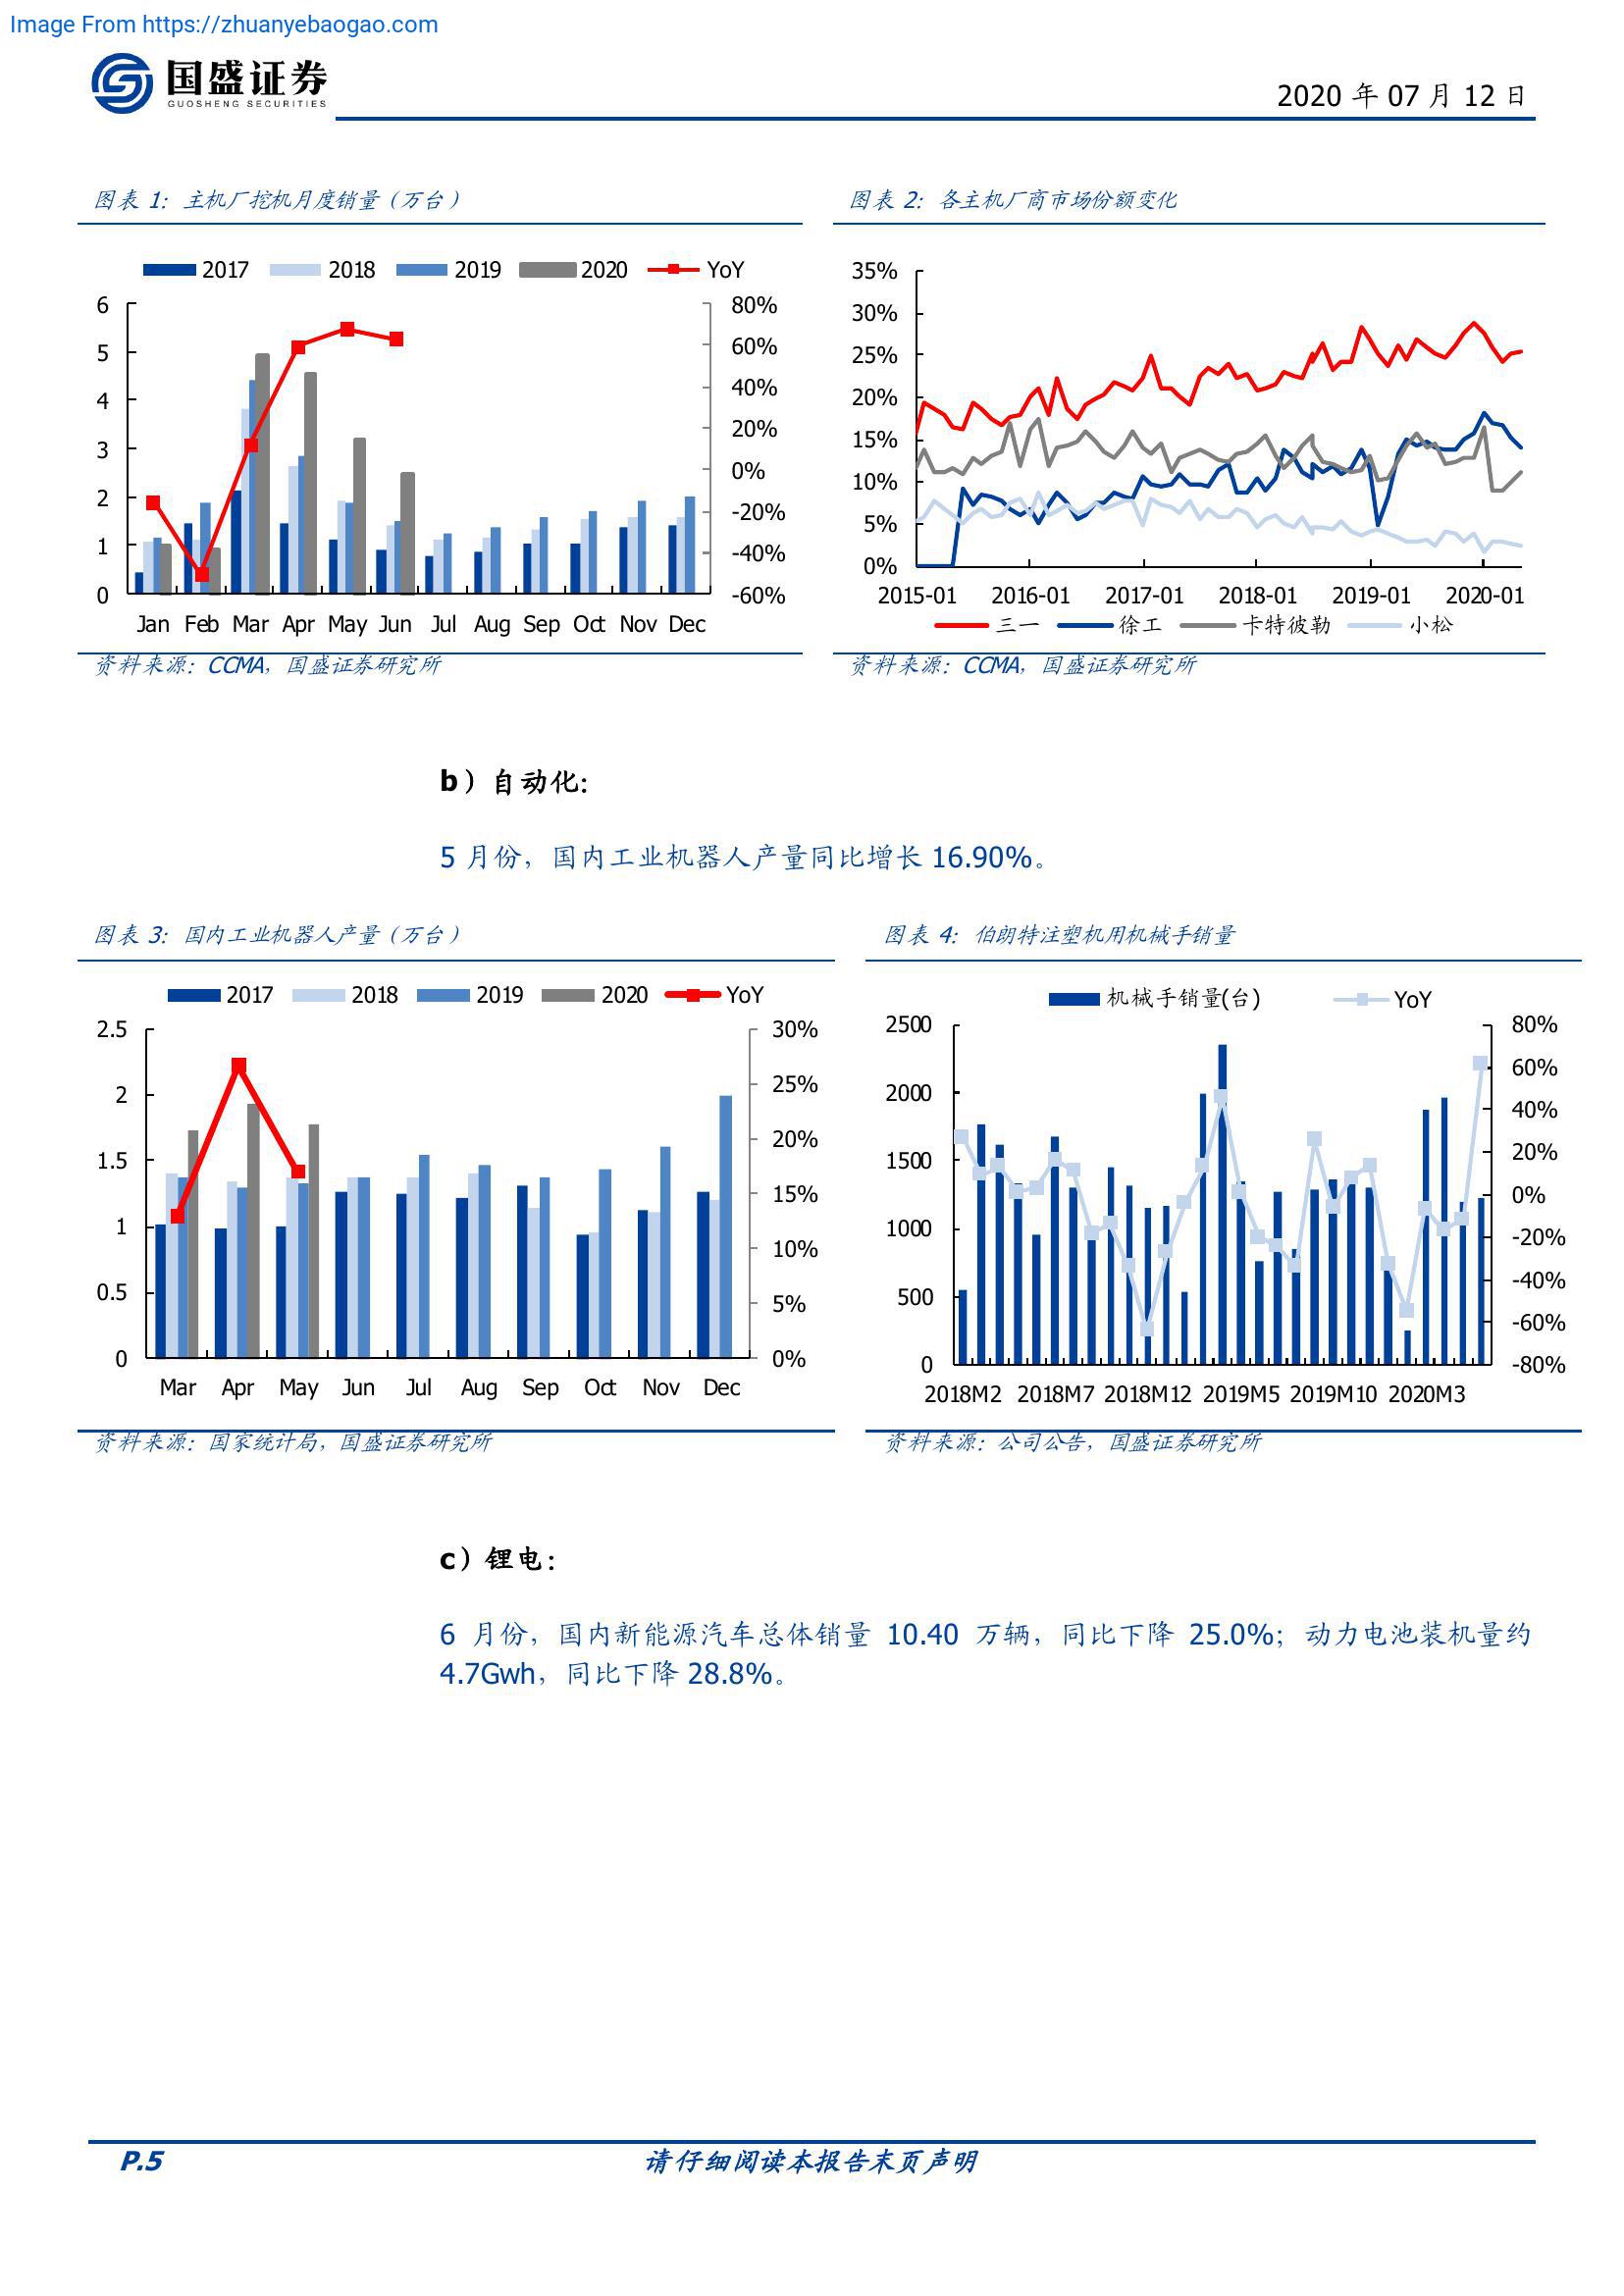 Image From https://zhuanyebaogao.com
国盛证券
GUOSHENG SECURITIES
2020 年 07 月 12 日
图表 1：主机厂挖机月度销量（万台）
2017 2018 2019 2020 YoY
6
5
4
3
2
1
0
80%
60%
40%
20%
0%
-20%
-40%
-60%
Jan Feb Mar Apr May Jun Jul Aug Sep Oct Nov Dec
资料来源：CCMA，国盛证券研究所
图表 2：各主机厂商市场份额变化
35%
30%
25%
20%
15%
10%
5%
0%
2015-01 2016-01 2017-01 2018-01 2019-01 2020-01
三一 徐工 卡特彼勒 小松
资料来源：CCMA，国盛证券研究所
b）自动化：
5 月份，国内工业机器人产量同比增长 16.90%。
图表 3：国内工业机器人产量（万台）
2017 2018 2019 2020 YoY
2.5
2
1.5
1
0.5
0
30%
25%
20%
15%
10%
5%
0%
Mar Apr May Jun Jul Aug Sep Oct Nov Dec
资料来源：国家统计局，国盛证券研究所
图表 4：伯朗特注塑机用机械手销量
机械手销量(台) YoY
2500
2000
1500
1000
500
0
80%
60%
40%
20%
0%
-20%
-40%
-60%
-80%
2018M2 2018M7 2018M12 2019M5 2019M10 2020M3
资料来源：公司公告，国盛证券研究所
c）锂电：
6 月份，国内新能源汽车总体销量 10.40 万辆，同比下降 25.0%；动力电池装机量约
4.7Gwh，同比下降 28.8%。
P.5
请仔细阅读本报告末页声明